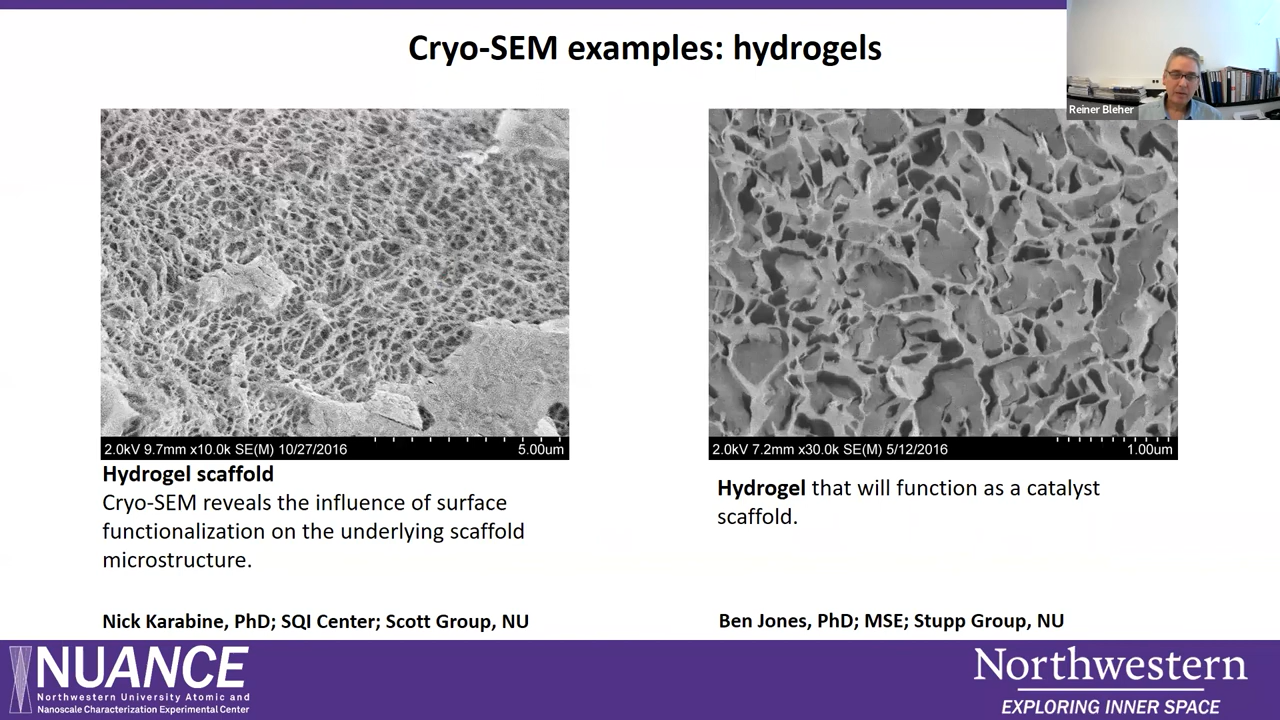 Cryo-SEM examples: hydrogels
Reiner Bleher
2.0kV 9.7mm x10.0k SE(M) 10/27/2016 5.00um
Hydrogel scaffold
Cryo-SEM reveals the influence of surface
functionalization on the underlying scaffold
microstructure.
Nick Karabine, PhD; SQI Center; Scott Group, NU
2.0kV 7.2mm x30.0k SE(M) 5/12/2016 1.00um
Hydrogel that will function as a catalyst
scaffold.
Ben Jones, PhD; MSE; Stupp Group, NU
NUANCE
Northwestern University Atomic and
Nanoscale Characterization Experimental Center
Northwestern
EXPLORING INNER SPACE